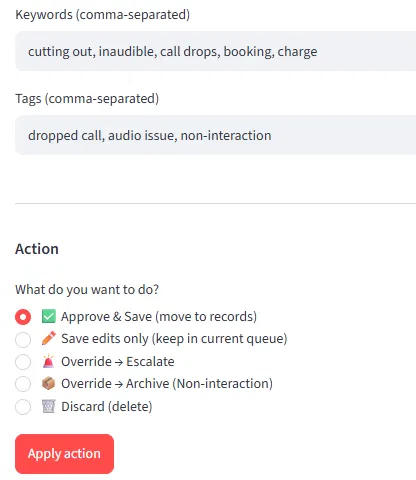 Keywords (comma-separated)
cutting out, inaudible, call drops, booking, charge
Tags (comma-separated)
dropped call, audio issue, non-interaction
Action
What do you want to do?
✅ Approve & Save (move to records)
✏️ Save edits only (keep in current queue)
🚨 Override → Escalate
📦 Override → Archive (Non-interaction)
🗑️ Discard (delete)
Apply action